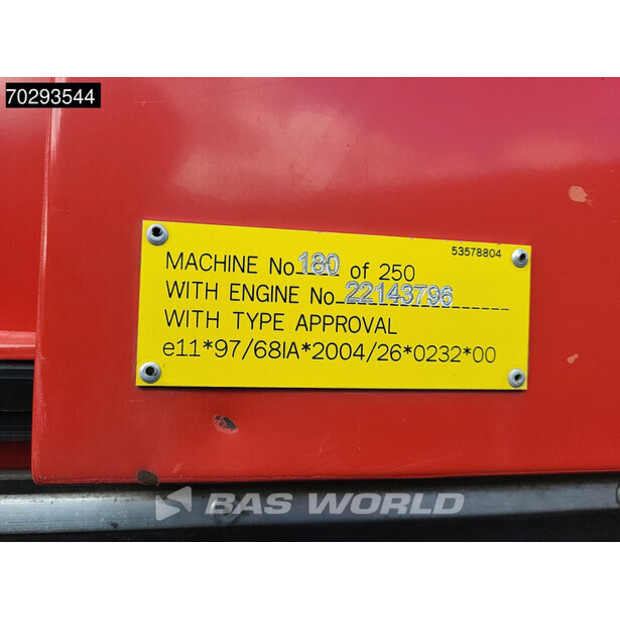 70293544
53578804
MACHINE No 180 of 250
WITH ENGINE No 22143796
WITH TYPE APPROVAL
e11*97/68IA*2004/26*0232*00
BAS WORLD